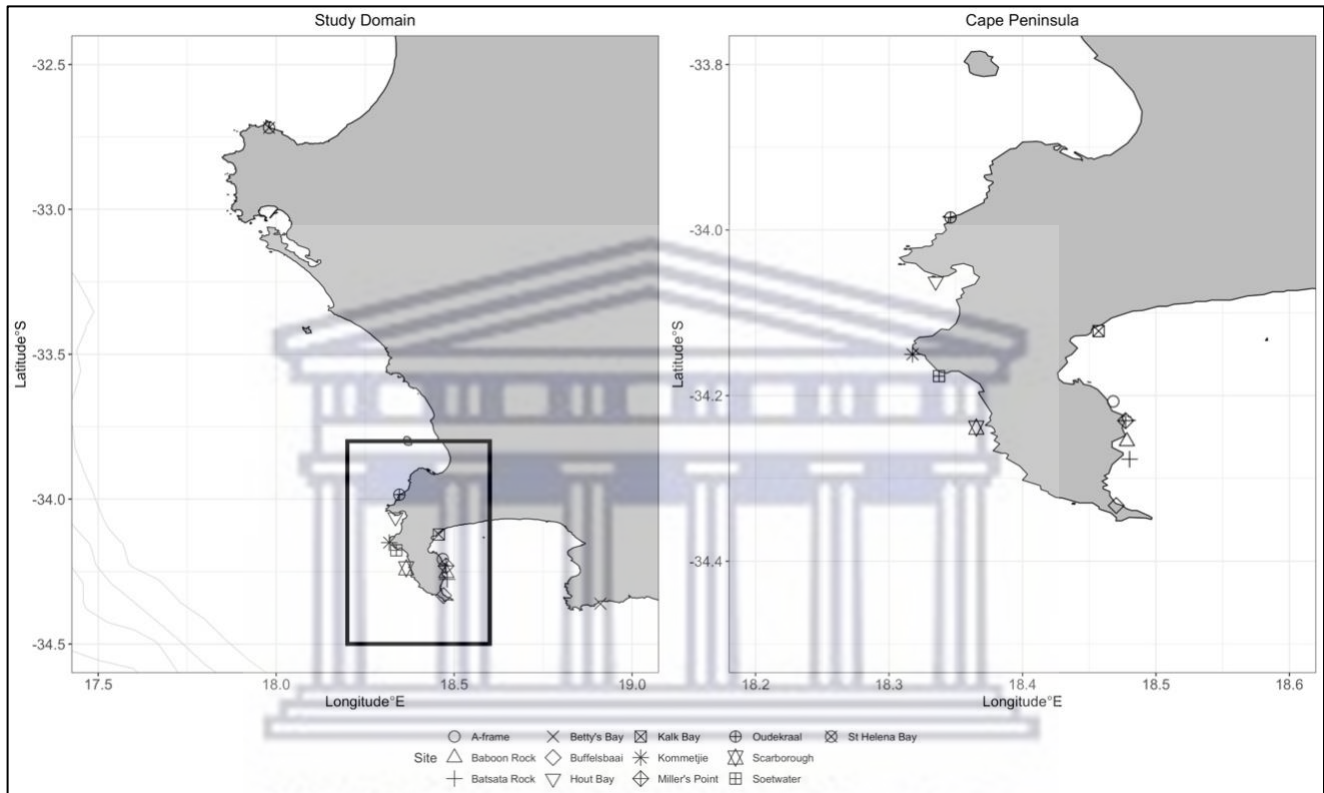 Study Domain
Cape Peninsula
-32.5
-33.0
-33.5
-34.0
-34.5
Latitude°S
17.5 18.0 18.5 19.0
Longitude°E
-33.8
-34.0
-34.2
-34.4
Latitude°S
18.2 18.3 18.4 18.5 18.6
Longitude°E
Site
A-frame Betty's Bay Kalk Bay Oudekraal St Helena Bay
Baboon Rock Buffelsbaai Kommetjie Scarborough
Batsata Rock Hout Bay Miller's Point Soetwater